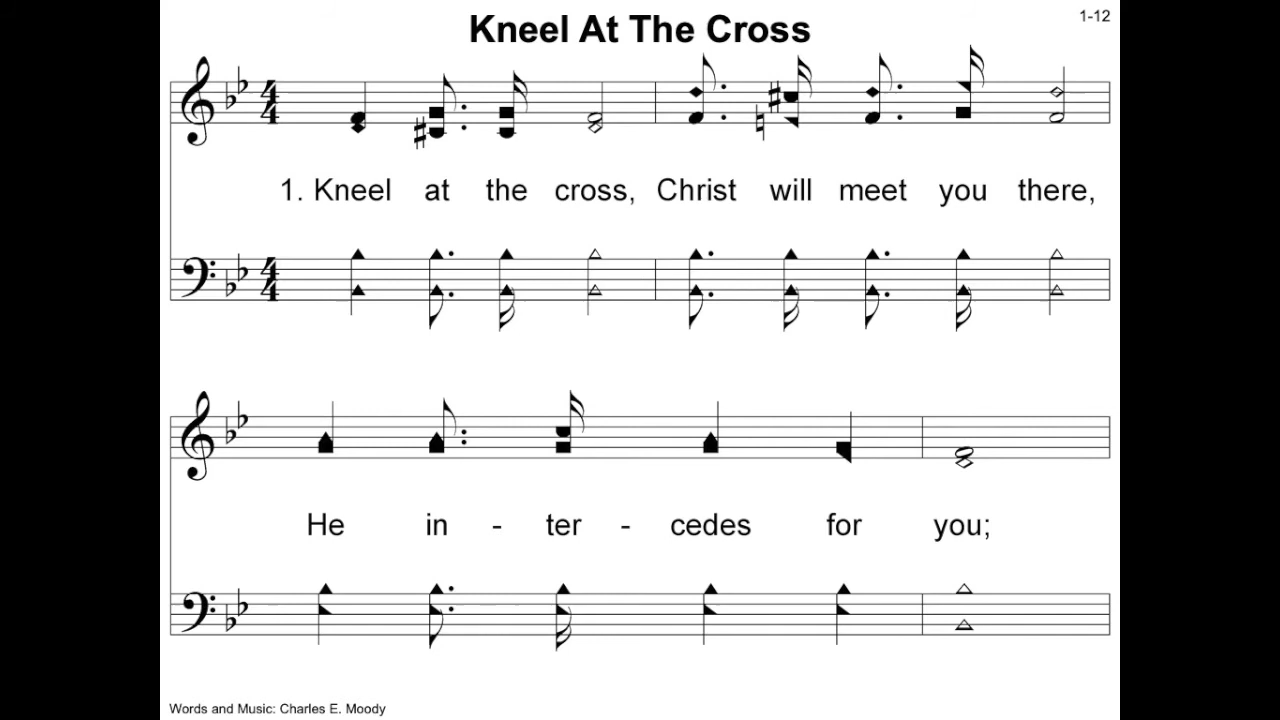 Kneel At The Cross
1-12
1. Kneel at the cross, Christ will meet you there,
He in - ter - cedes for you;
Words and Music: Charles E. Moody